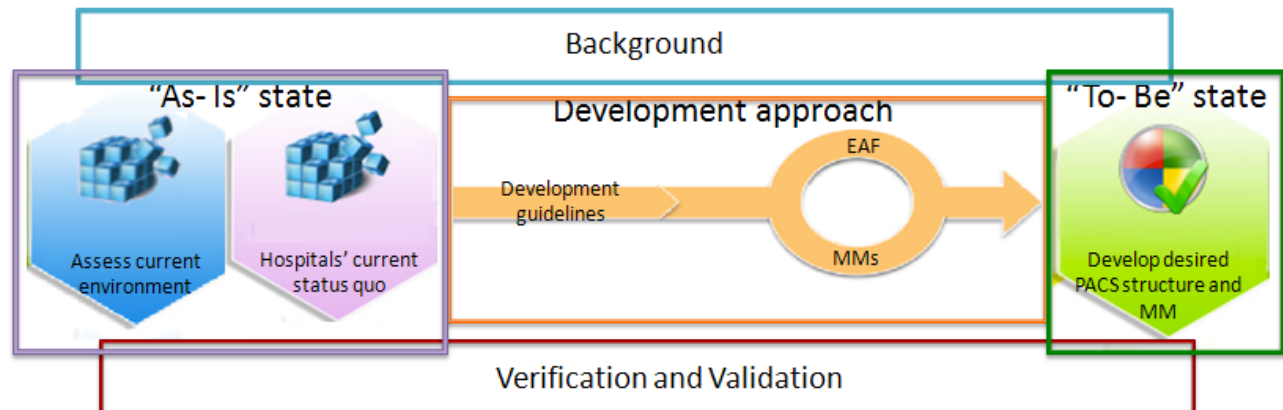 Background
“As- Is” state
Assess current
environment
Hospitals’ current
status quo
Development approach
Development
guidelines
EAF
MMs
“To- Be” state
Develop desired
PACS structure and
MM
Verification and Validation